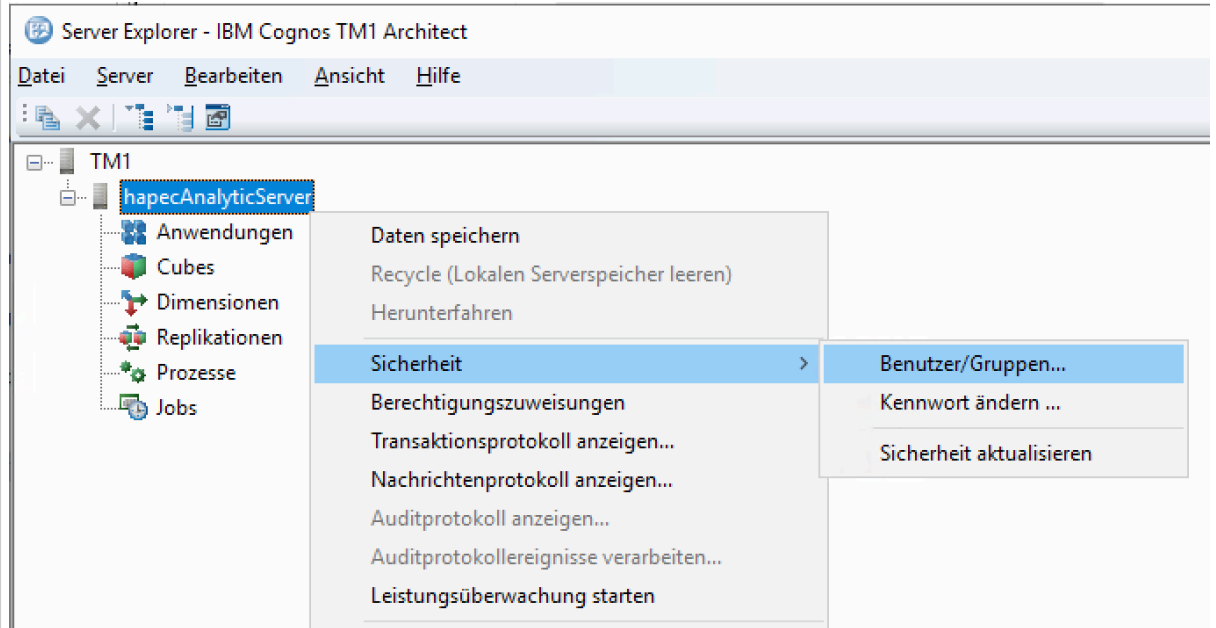 Server Explorer - IBM Cognos TM1 Architect
Datei Server Bearbeiten Ansicht Hilfe
TM1
hapecAnalyticServer
Anwendungen
Cubes
Dimensionen
Replikationen
Prozesse
Jobs
Daten speichern
Recycle (Lokalen Serverspeicher leeren)
Herunterfahren
Sicherheit
Berechtigungszuweisungen
Transaktionsprotokoll anzeigen...
Nachrichtenprotokoll anzeigen...
Auditprotokoll anzeigen...
Auditprotokollereignisse verarbeiten...
Leistungsüberwachung starten
Benutzer/Gruppen...
Kennwort ändern ...
Sicherheit aktualisieren